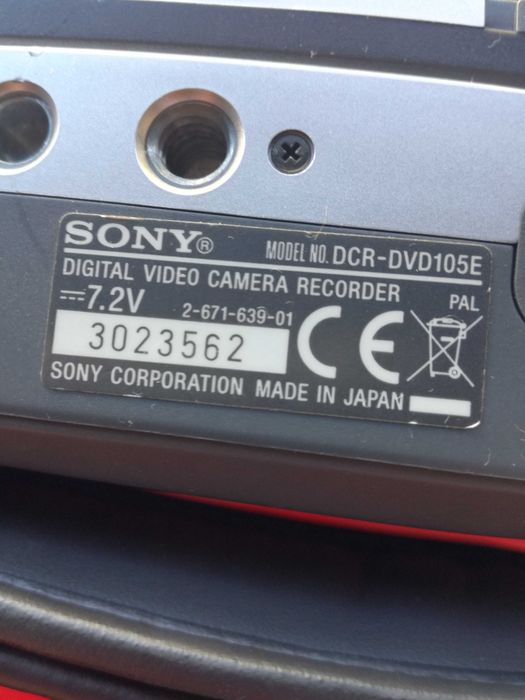 SONY® MODEL NO. DCR-DVD105E
DIGITAL VIDEO CAMERA RECORDER
7.2V 2-671-639-01 PAL
3023562 CE
SONY CORPORATION MADE IN JAPAN